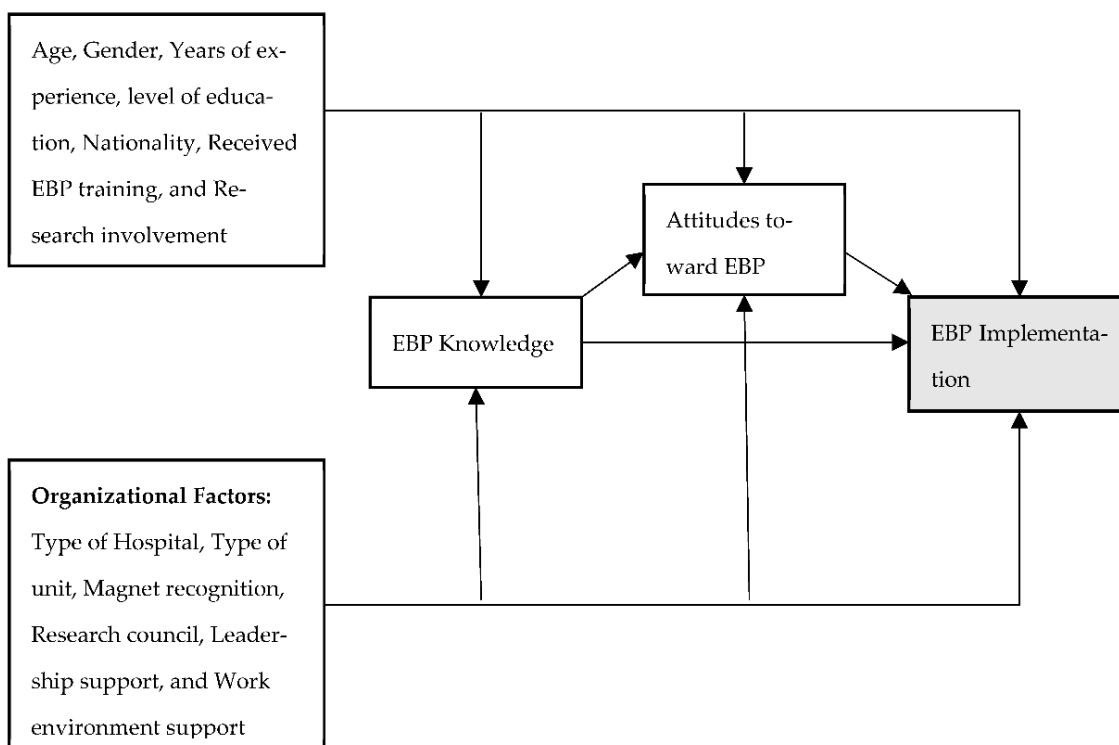 Age, Gender, Years of ex-
perience, level of educa-
tion, Nationality, Received
EBP training, and Re-
search involvement
Attitudes to-
ward EBP
EBP Knowledge
EBP Implementa-
tion
Organizational Factors:
Type of Hospital, Type of
unit, Magnet recognition,
Research council, Leader-
ship support, and Work
environment support